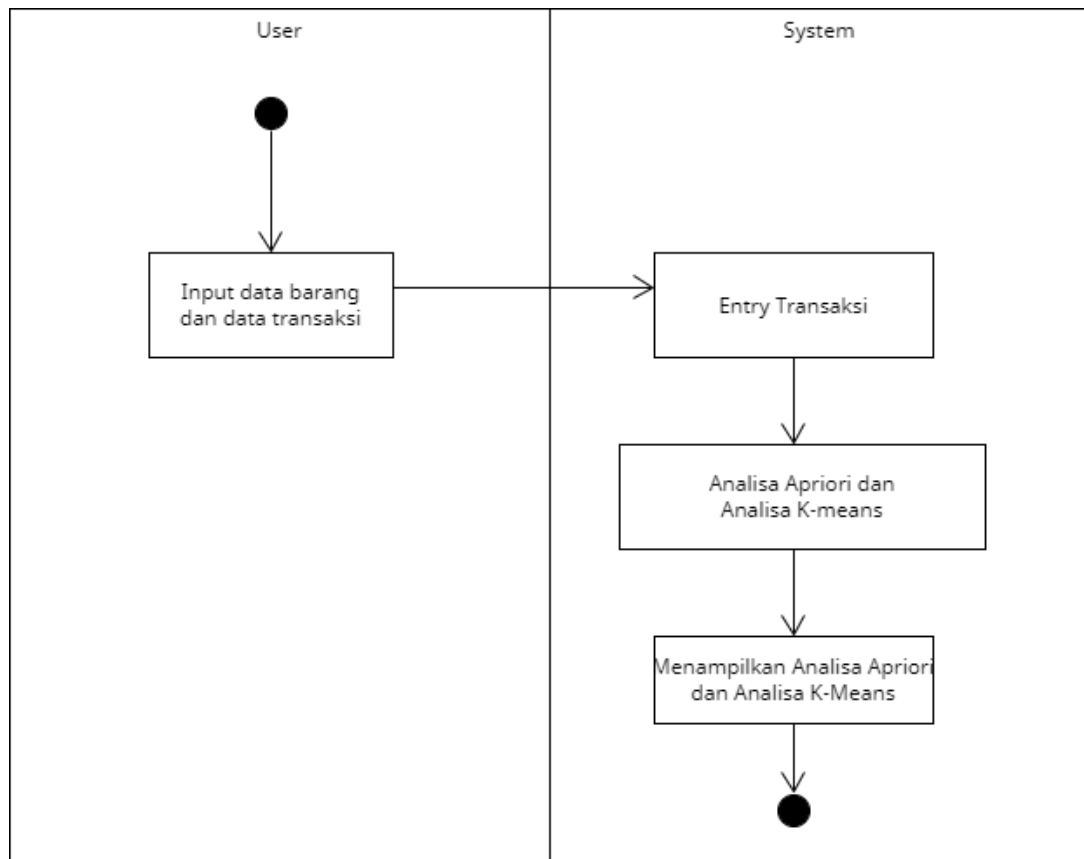 User
System
Input data barang
dan data transaksi
Entry Transaksi
Analisa Apriori dan
Analisa K-means
Menampilkan Analisa Apriori
dan Analisa K-Means